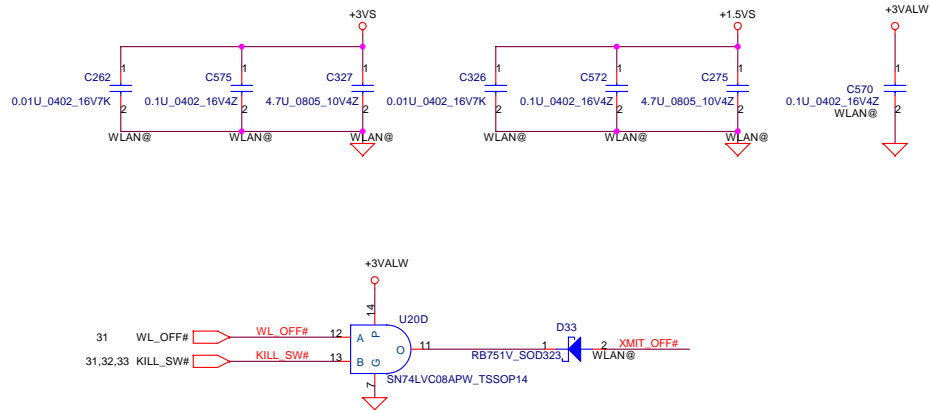 +3VS
+1.5VS
+3VALW
1 1 1 1 1 1 1
C262 C575 C327 C326 C572 C275 C570
0.01U_0402_16V7K 0.1U_0402_16V4Z 4.7U_0805_10V4Z 0.01U_0402_16V7K 0.1U_0402_16V4Z 4.7U_0805_10V4Z 0.1U_0402_16V4Z
2 2 2 2 2 2 WLAN@ 2
WLAN@ WLAN@ WLAN@ WLAN@ WLAN@ WLAN@
+3VALW
14
U20D
31 WL_OFF# WL_OFF# 12 A P
O 11 1 D33 2 XMIT_OFF#
31,32,33 KILL_SW# KILL_SW# 13 B G
RB751V_SOD323 WLAN@
7 SN74LVC08APW_TSSOP14